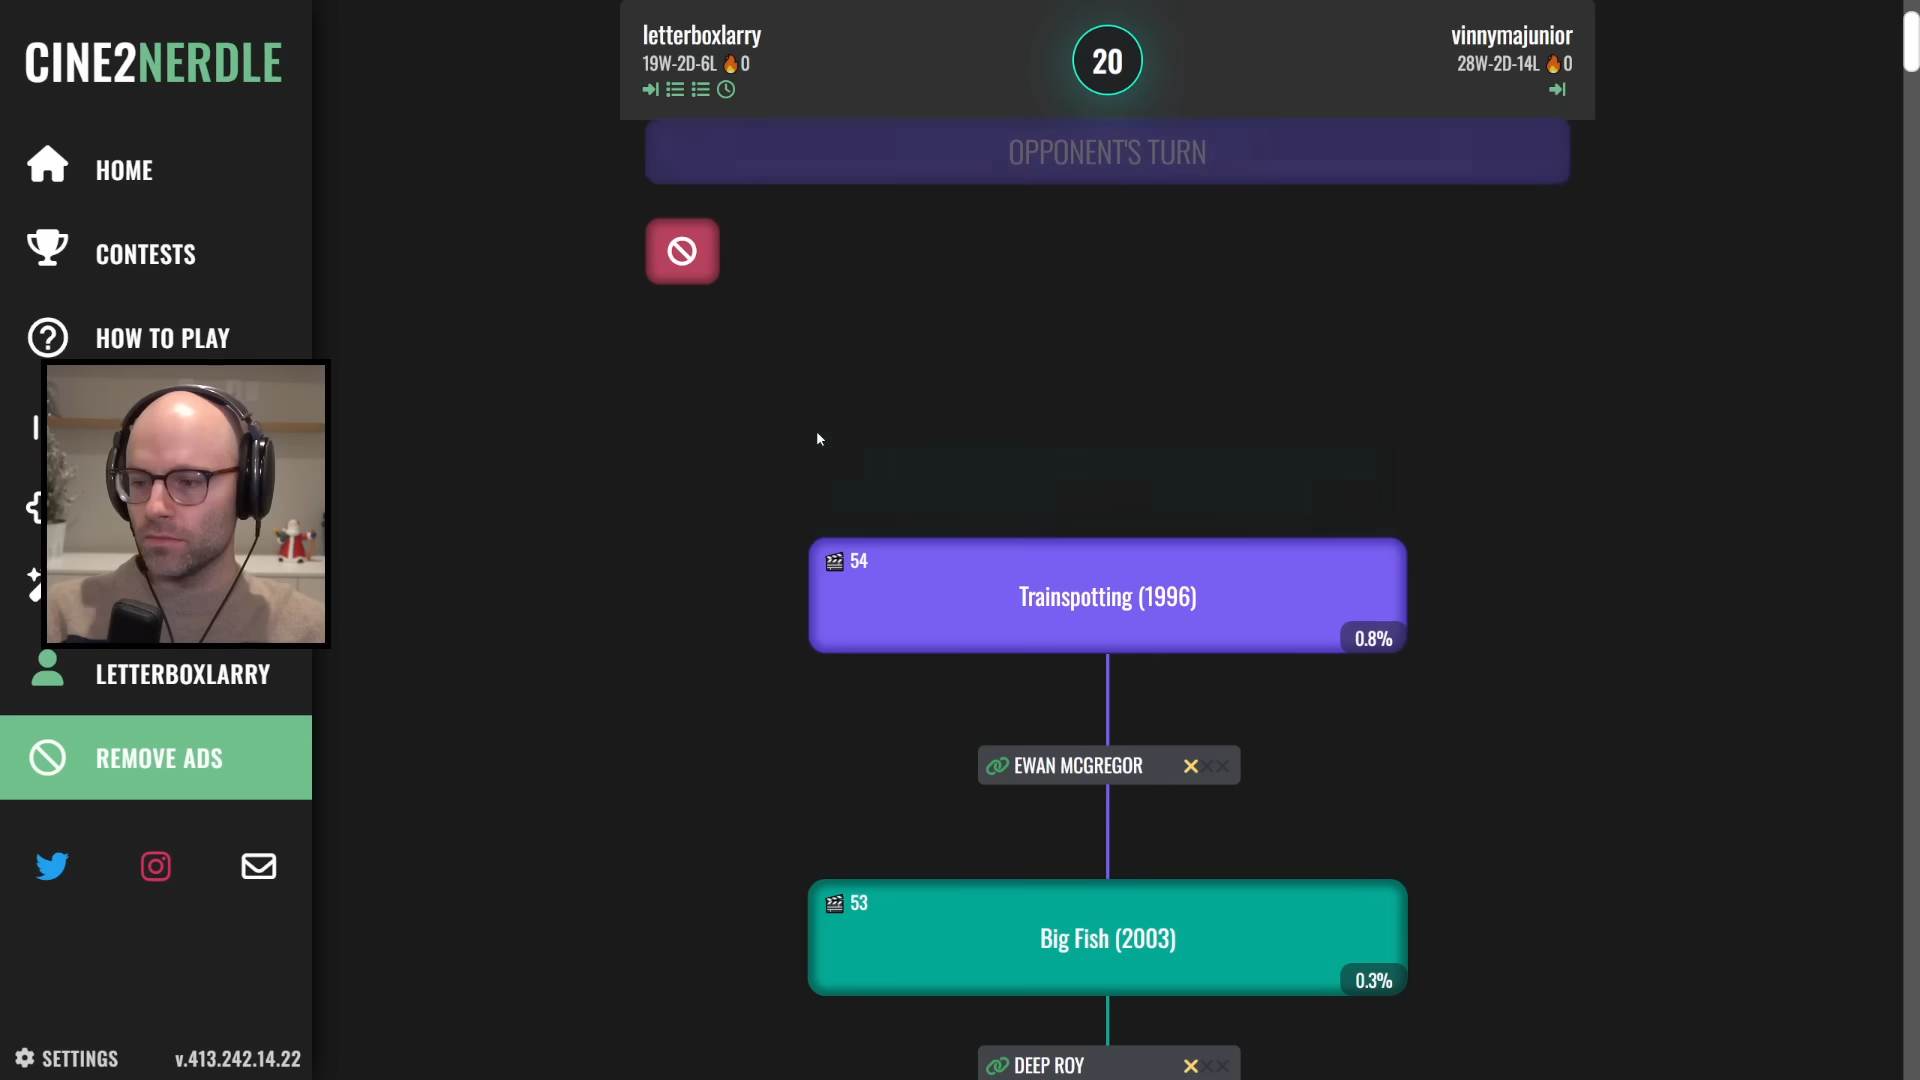 CINE2NERDLE
HOME
CONTESTS
HOW TO PLAY
LETTERBOXLARRY
REMOVE ADS
SETTINGS
v.413.242.14.22
letterboxlarry
19W-2D-6L 🔥0
20
vinnymajunior
28W-2D-14L 🔥0
OPPONENT'S TURN
54
Trainspotting (1996)
0.8%
EWAN MCGREGOR
53
Big Fish (2003)
0.3%
DEEP ROY